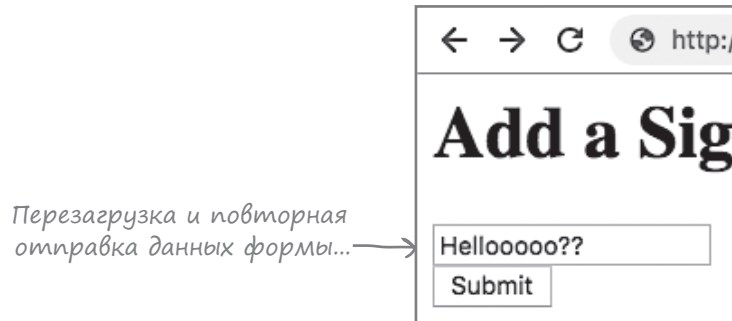 http:/
Add a Sig
Перезагрузка и повторная
отправка данных формы...
Hellooooo??
Submit